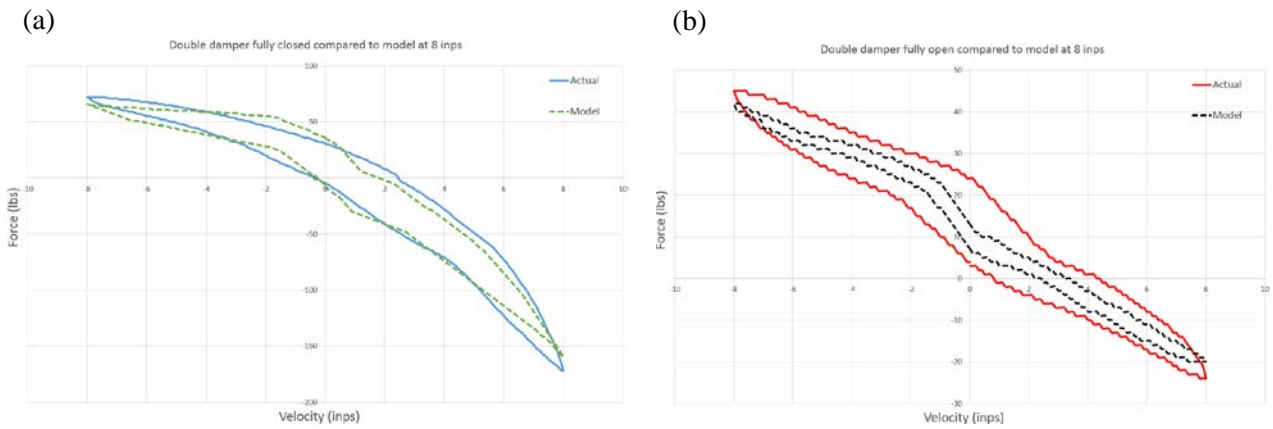 (a)
Double damper fully closed compared to model at 8 inps
100
50
0
-50
-100
-150
-200
-10 -8 -6 -4 -2 0 2 4 6 8 10
Force (lbs)
Velocity (inps)
Actual
Model
(b)
Double damper fully open compared to model at 8 inps
50
40
30
20
10
0
-10
-20
-30
-10 -8 -6 -4 -2 0 2 4 6 8 10
Force (lbs)
Velocity (inps)
Actual
Model